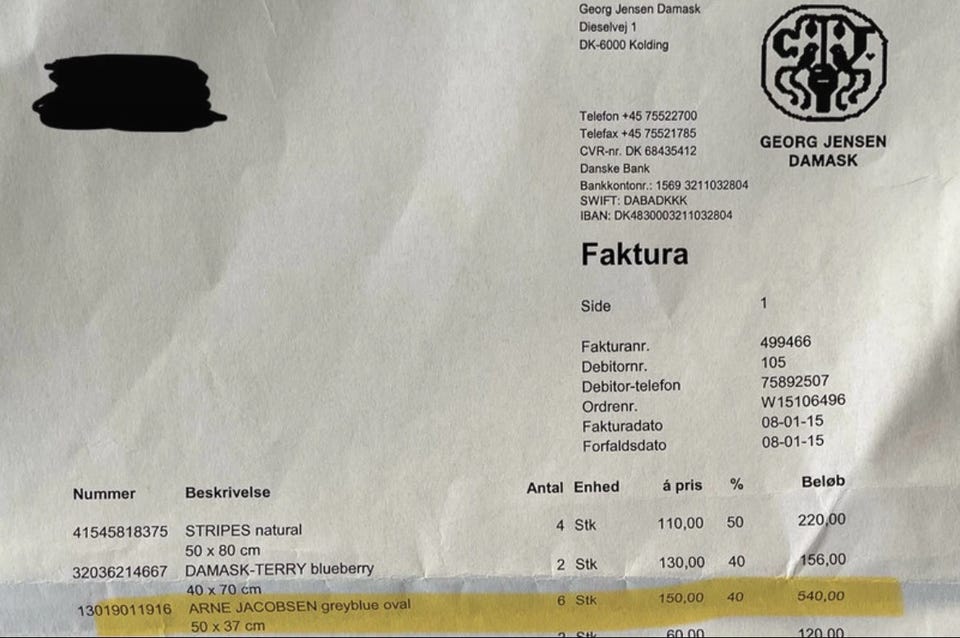 Georg Jensen Damask
Dieselvej 1
DK-6000 Kolding
GEORG JENSEN
DAMASK
Telefon +45 75522700
Telefax +45 75521785
CVR-nr. DK 68435412
Danske Bank
Bankkontonr.: 1569 3211032804
SWIFT: DABADKKK
IBAN: DK4830003211032804
Faktura
Side 1
Fakturanr. 499466
Debitornr. 105
Debitor-telefon 75892507
Ordrenr. W15106496
Fakturadato 08-01-15
Forfaldsdato 08-01-15
Nummer Beskrivelse Antal Enhed á pris % Beløb
41545818375 STRIPES natural 4 Stk 110,00 50 220,00
50 x 80 cm
32036214667 DAMASK-TERRY blueberry 2 Stk 130,00 40 156,00
40 x 70 cm
13019011916 ARNE JACOBSEN greyblue oval 6 Stk 150,00 40 540,00
50 x 37 cm
2 Stk 60,00 120,00